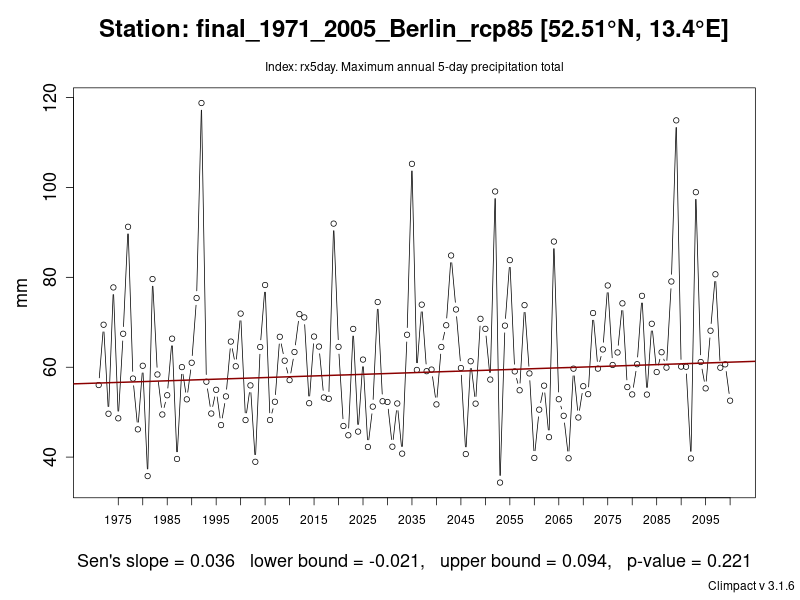 Station: final_1971_2005_Berlin_rcp85 [52.51°N, 13.4°E]
Index: rx5day. Maximum annual 5-day precipitation total
120
100
80
60
40
mm
1975 1985 1995 2005 2015 2025 2035 2045 2055 2065 2075 2085 2095
Sen's slope = 0.036 lower bound = -0.021, upper bound = 0.094, p-value = 0.221
Climpact v 3.1.6